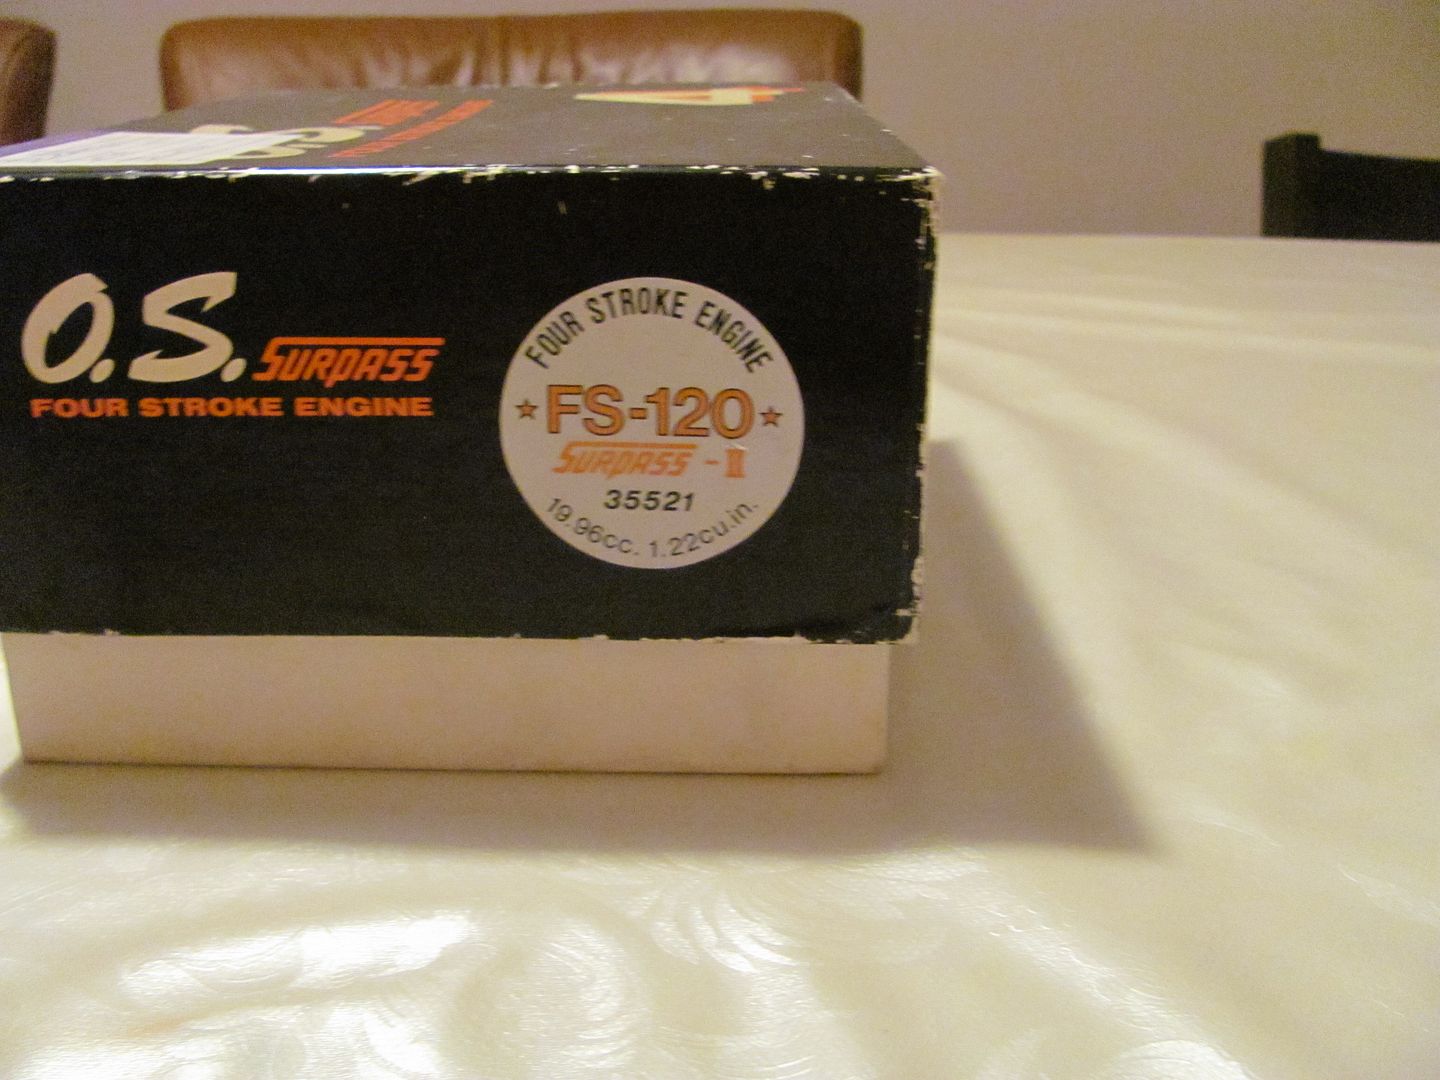 O.S. SURPASS
FOUR STROKE ENGINE
FOUR STROKE ENGINE
FS-120
SURPASS - II
35521
19.96cc. 1.22cu.in.